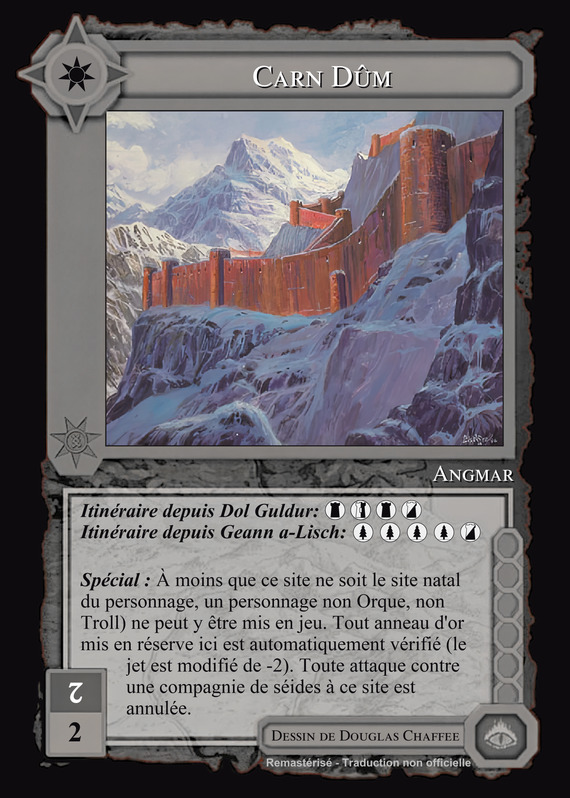 CARN DÛM
ANGMAR
Itinéraire depuis Dol Guldur:
Itinéraire depuis Geann a-Lisch:
Spécial : À moins que ce site ne soit le site natal
du personnage, un personnage non Orque, non
Troll) ne peut y être mis en jeu. Tout anneau d'or
mis en réserve ici est automatiquement vérifié (le
jet est modifié de -2). Toute attaque contre
une compagnie de séides à ce site est
annulée.
2
2
DESSIN DE DOUGLAS CHAFFEE
Remastérisé - Traduction non officielle